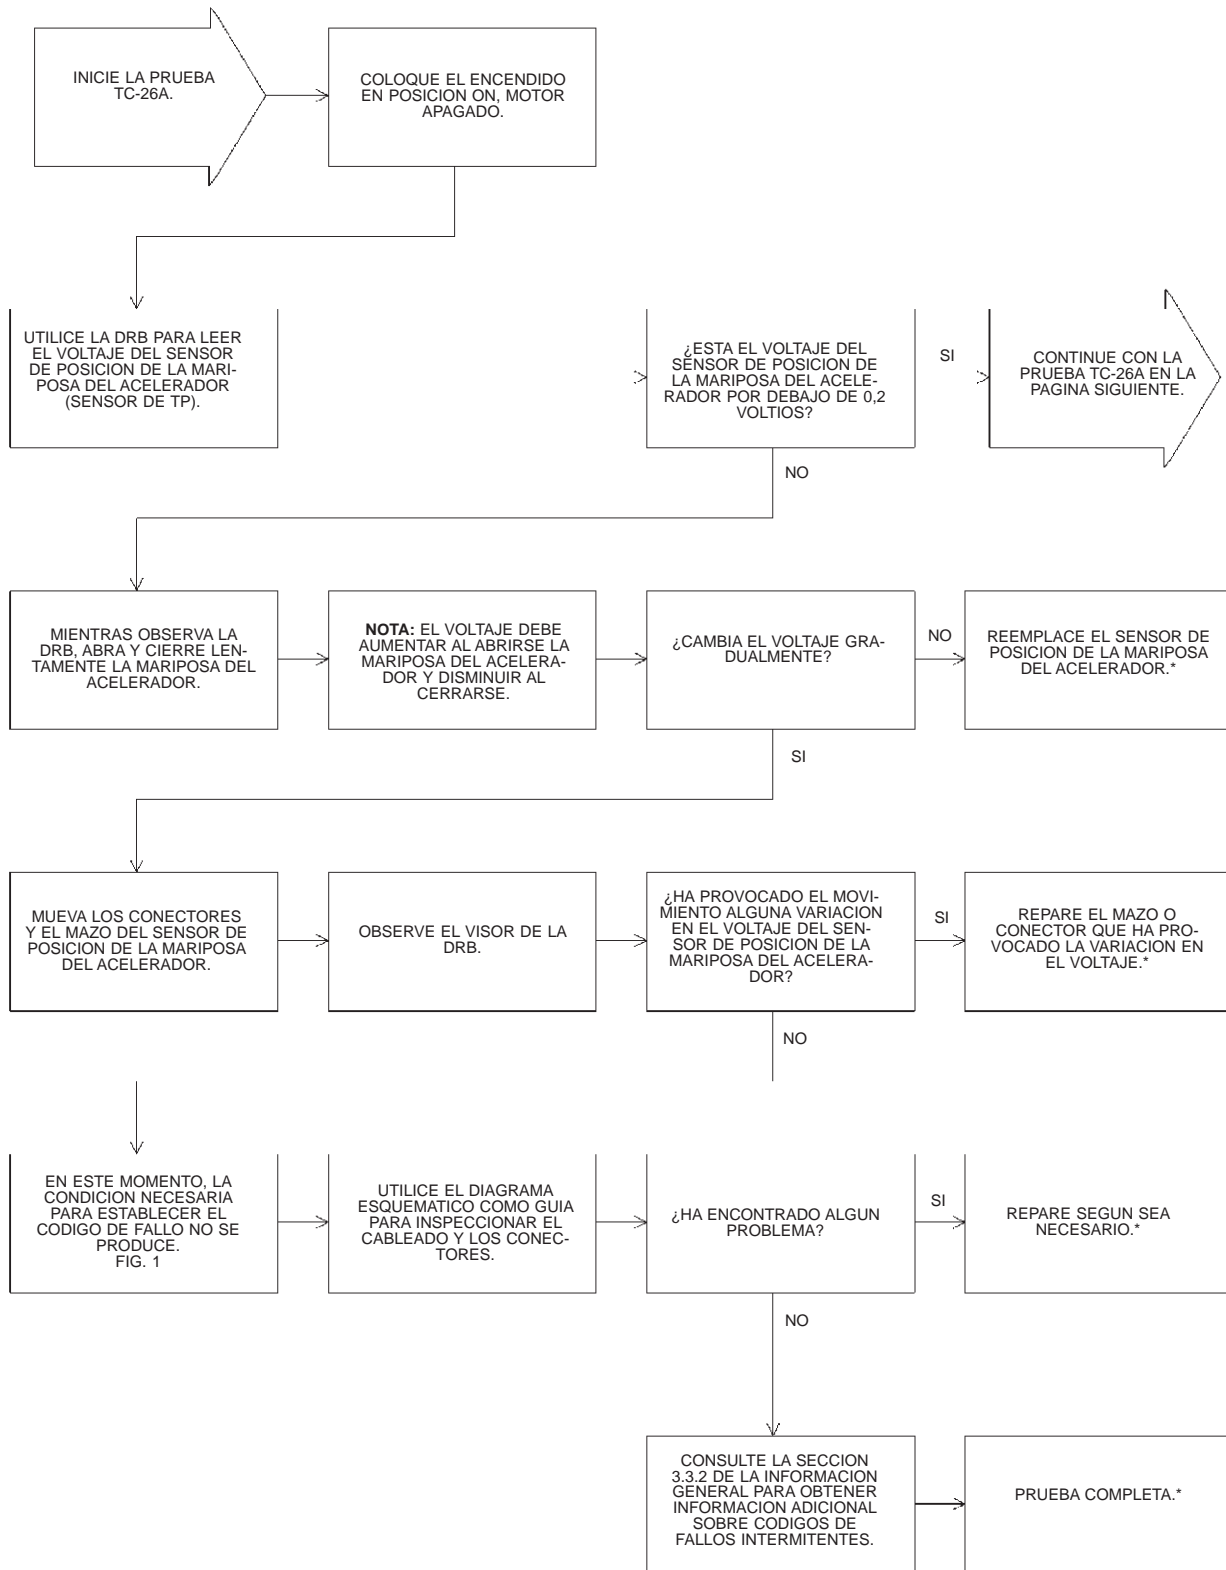 INICIE LA PRUEBA
TC-26A.
COLOQUE EL ENCENDIDO
EN POSICION ON, MOTOR
APAGADO.
UTILICE LA DRB PARA LEER
EL VOLTAJE DEL SENSOR
DE POSICION DE LA MARI-
POSA DEL ACELERADOR
(SENSOR DE TP).
¿ESTA EL VOLTAJE DEL
SENSOR DE POSICION DE
LA MARIPOSA DEL ACELE-
RADOR POR DEBAJO DE 0,2
VOLTIOS?
SI
CONTINUE CON LA
PRUEBA TC-26A EN LA
PAGINA SIGUIENTE.
NO
MIENTRAS OBSERVA LA
DRB, ABRA Y CIERRE LEN-
TAMENTE LA MARIPOSA DEL
ACELERADOR.
NOTA: EL VOLTAJE DEBE
AUMENTAR AL ABRIRSE LA
MARIPOSA DEL ACELERA-
DOR Y DISMINUIR AL
CERRARSE.
¿CAMBIA EL VOLTAJE GRA-
DUALMENTE?
NO
REEMPLACE EL SENSOR DE
POSICION DE LA MARIPOSA
DEL ACELERADOR.*
SI
MUEVA LOS CONECTORES
Y EL MAZO DEL SENSOR DE
POSICION DE LA MARIPOSA
DEL ACELERADOR.
OBSERVE EL VISOR DE LA
DRB.
¿HA PROVOCADO EL MOVI-
MIENTO ALGUNA VARIACION
EN EL VOLTAJE DEL SEN-
SOR DE POSICION DE LA
MARIPOSA DEL ACELERA-
DOR?
SI
REPARE EL MAZO O
CONECTOR QUE HA PRO-
VOCADO LA VARIACION EN
EL VOLTAJE.*
NO
EN ESTE MOMENTO, LA
CONDICION NECESARIA
PARA ESTABLECER EL
CODIGO DE FALLO NO SE
PRODUCE.
FIG. 1
UTILICE EL DIAGRAMA
ESQUEMATICO COMO GUIA
PARA INSPECCIONAR EL
CABLEADO Y LOS CONEC-
TORES.
¿HA ENCONTRADO ALGUN
PROBLEMA?
SI
REPARE SEGUN SEA
NECESARIO.*
NO
CONSULTE LA SECCION
3.3.2 DE LA INFORMACION
GENERAL PARA OBTENER
INFORMACION ADICIONAL
SOBRE CODIGOS DE
FALLOS INTERMITENTES.
PRUEBA COMPLETA.*